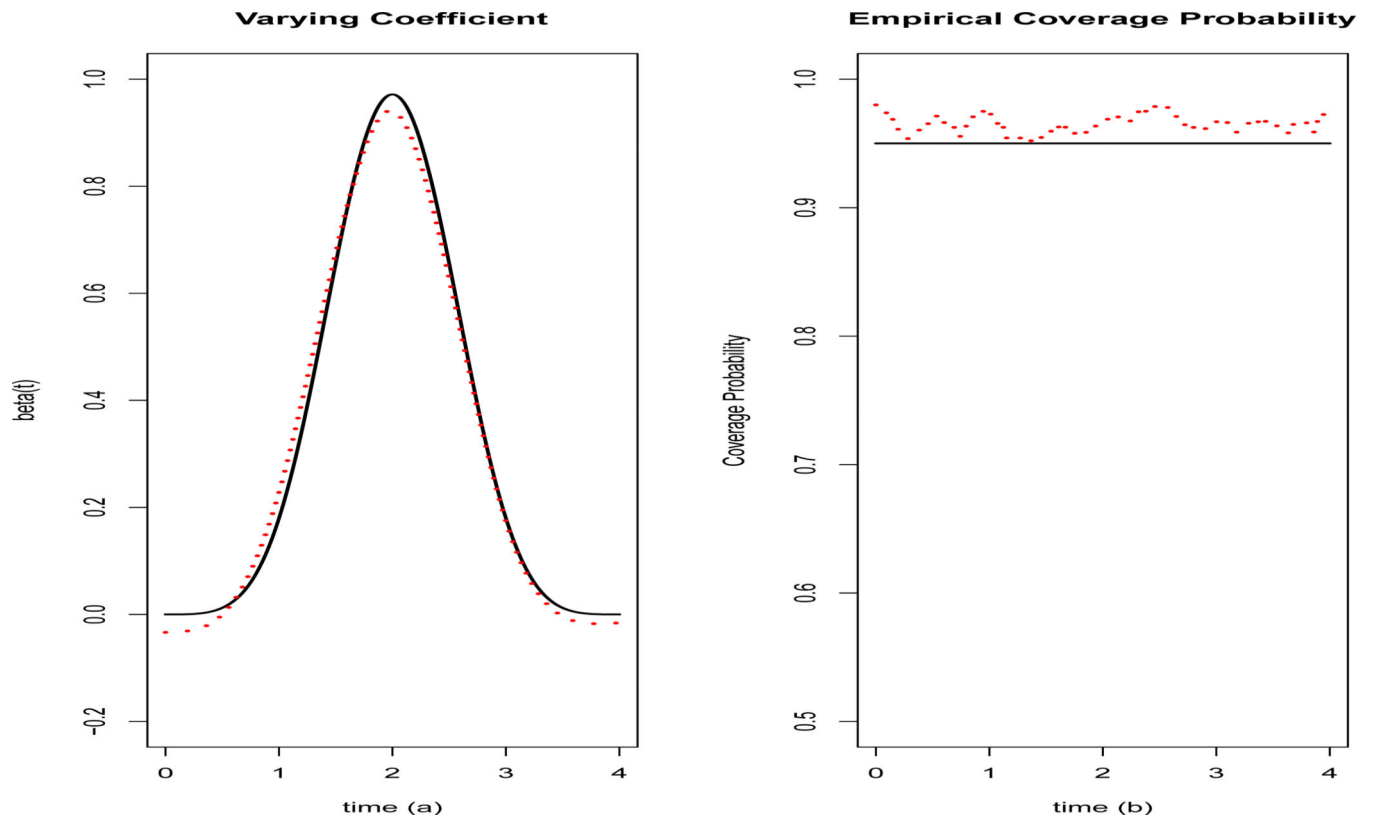 Varying Coefficient
beta(t)
1.0
0.8
0.6
0.4
0.2
0.0
−0.2
0 1 2 3 4
time (a)
Empirical Coverage Probability
Coverage Probability
1.0
0.9
0.8
0.7
0.6
0.5
0 1 2 3 4
time (b)